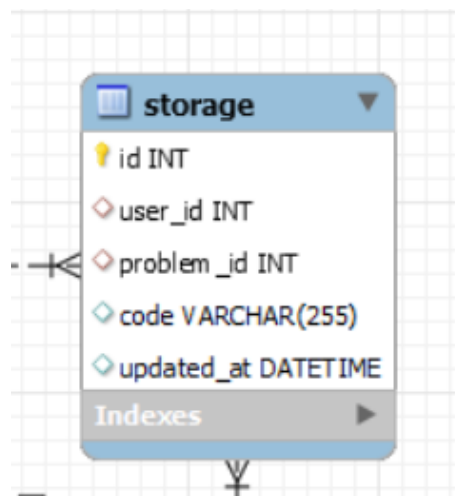 storage
id INT
user_id INT
problem _id INT
code VARCHAR(255)
updated_at DATETIME
Indexes